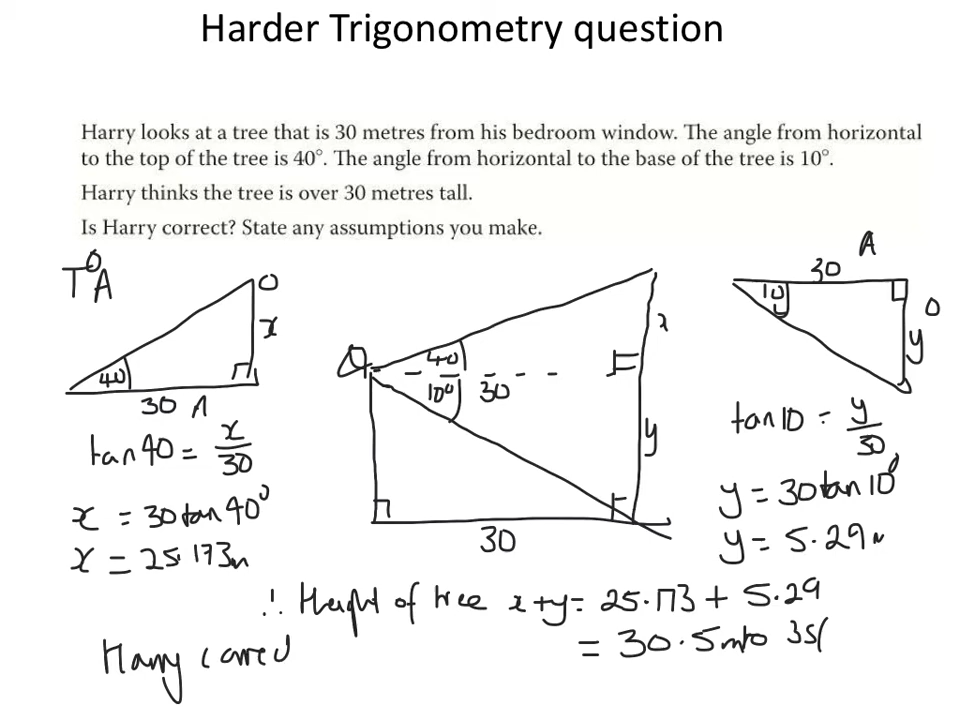 Harder Trigonometry question
Harry looks at a tree that is 30 metres from his bedroom window. The angle from horizontal
to the top of the tree is 40°. The angle from horizontal to the base of the tree is 10°.
Harry thinks the tree is over 30 metres tall.
Is Harry correct? State any assumptions you make.
TOA
O
x
40
30 A
tan 40 = x/30
x = 30 tan 40°
x = 25.173m
40
10°
30
x
y
30
A
30
10
O
y
tan 10 = y/30
y = 30 tan 10°
y = 5.29m
∴ Height of tree x+y = 25.173 + 5.29
= 30.5m to 3sf
Harry correct